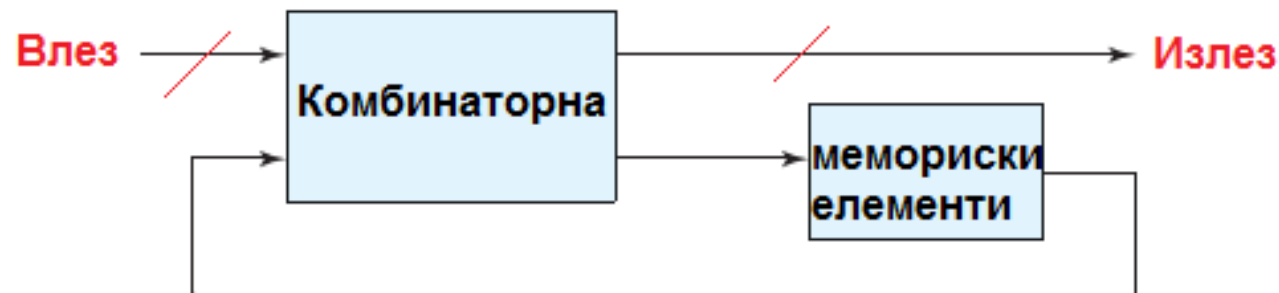 Влез
Комбинаторна
Излез
мемориски
елементи